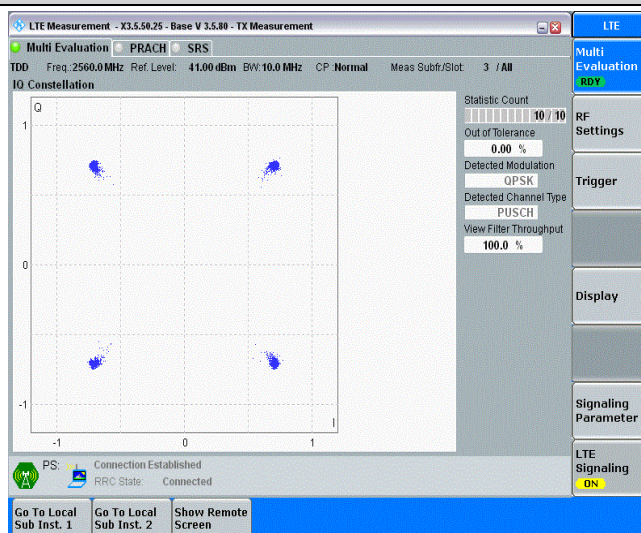 LTE Measurement - X3.5.50.25 - Base V 3.5.80 - TX Measurement
LTE
Multi Evaluation PRACH SRS
TDD Freq.:2560.0 MHz Ref. Level: 41.00 dBm BW:10.0 MHz CP :Normal Meas Subfr./Slot: 3 / All
IQ Constellation
Q
1
0
-1
I
-1 0 1
Statistic Count
10 / 10
Out of Tolerance
0.00 %
Detected Modulation
QPSK
Detected Channel Type
PUSCH
View Filter Throughput
100.0 %
Multi
Evaluation
RDY
RF
Settings
Trigger
Display
Signaling
Parameter
LTE
Signaling
ON
PS: Connection Established
RRC State: Connected
Go To Local
Sub Inst. 1
Go To Local
Sub Inst. 2
Show Remote
Screen